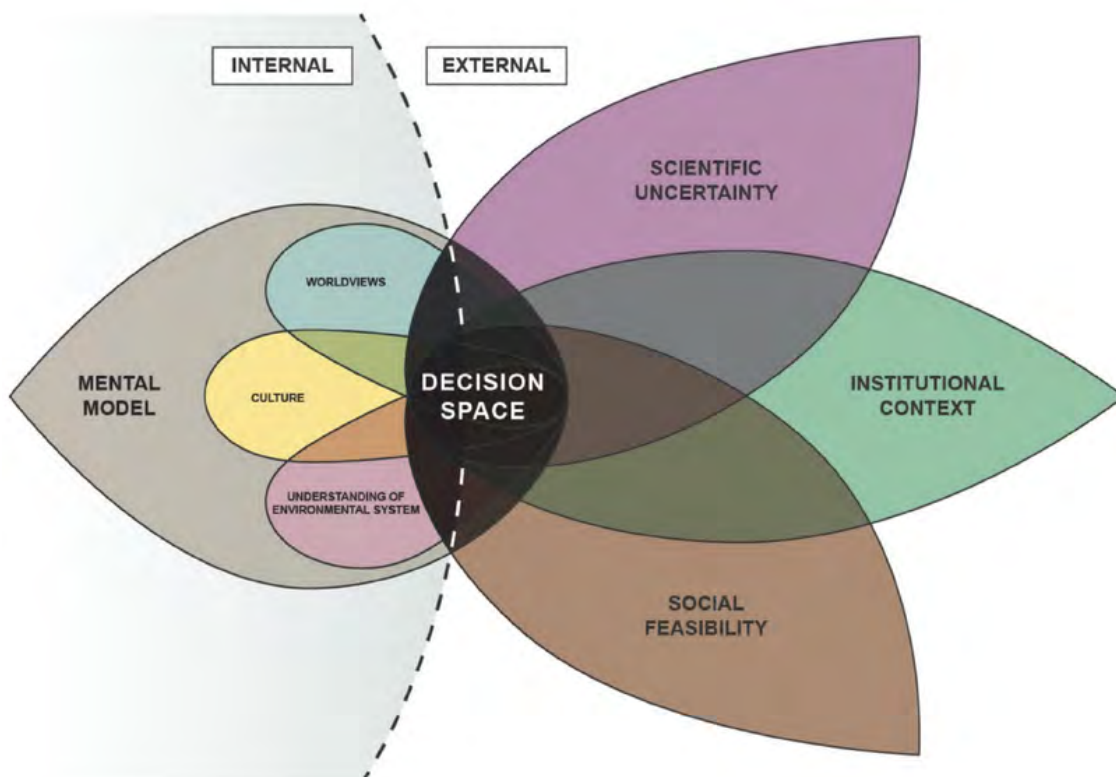 INTERNAL
EXTERNAL
SCIENTIFIC
UNCERTAINTY
WORLDVIEWS
MENTAL
MODEL
CULTURE
DECISION
SPACE
INSTITUTIONAL
CONTEXT
UNDERSTANDING OF
ENVIRONMENTAL SYSTEM
SOCIAL
FEASIBILITY